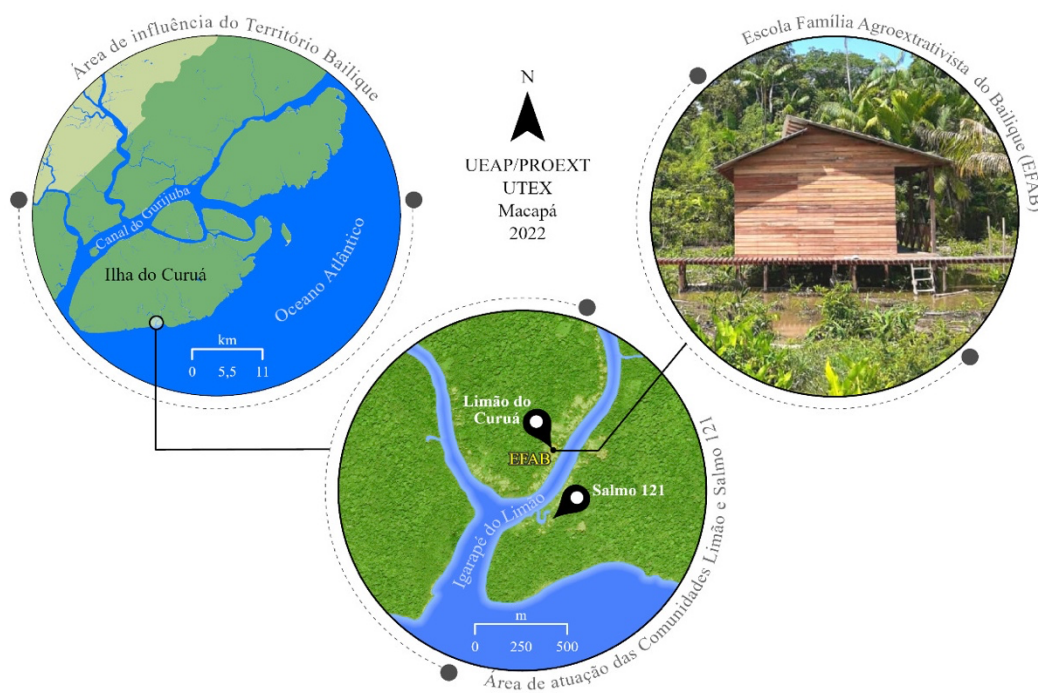 Área de influência do Território Bailique
Canal do Gurijuba
Ilha do Curuá
Oceano Atlântico
km
0 5,5 11
N
UEAP/PROEXT
UTEX
Macapá
2022
Escola Família Agroextrativista do Bailique (EFAB)
Limão do
Curuá
EFAB
Salmo 121
Igarapé do Limão
m
0 250 500
Área de atuação das Comunidades Limão e Salmo 121